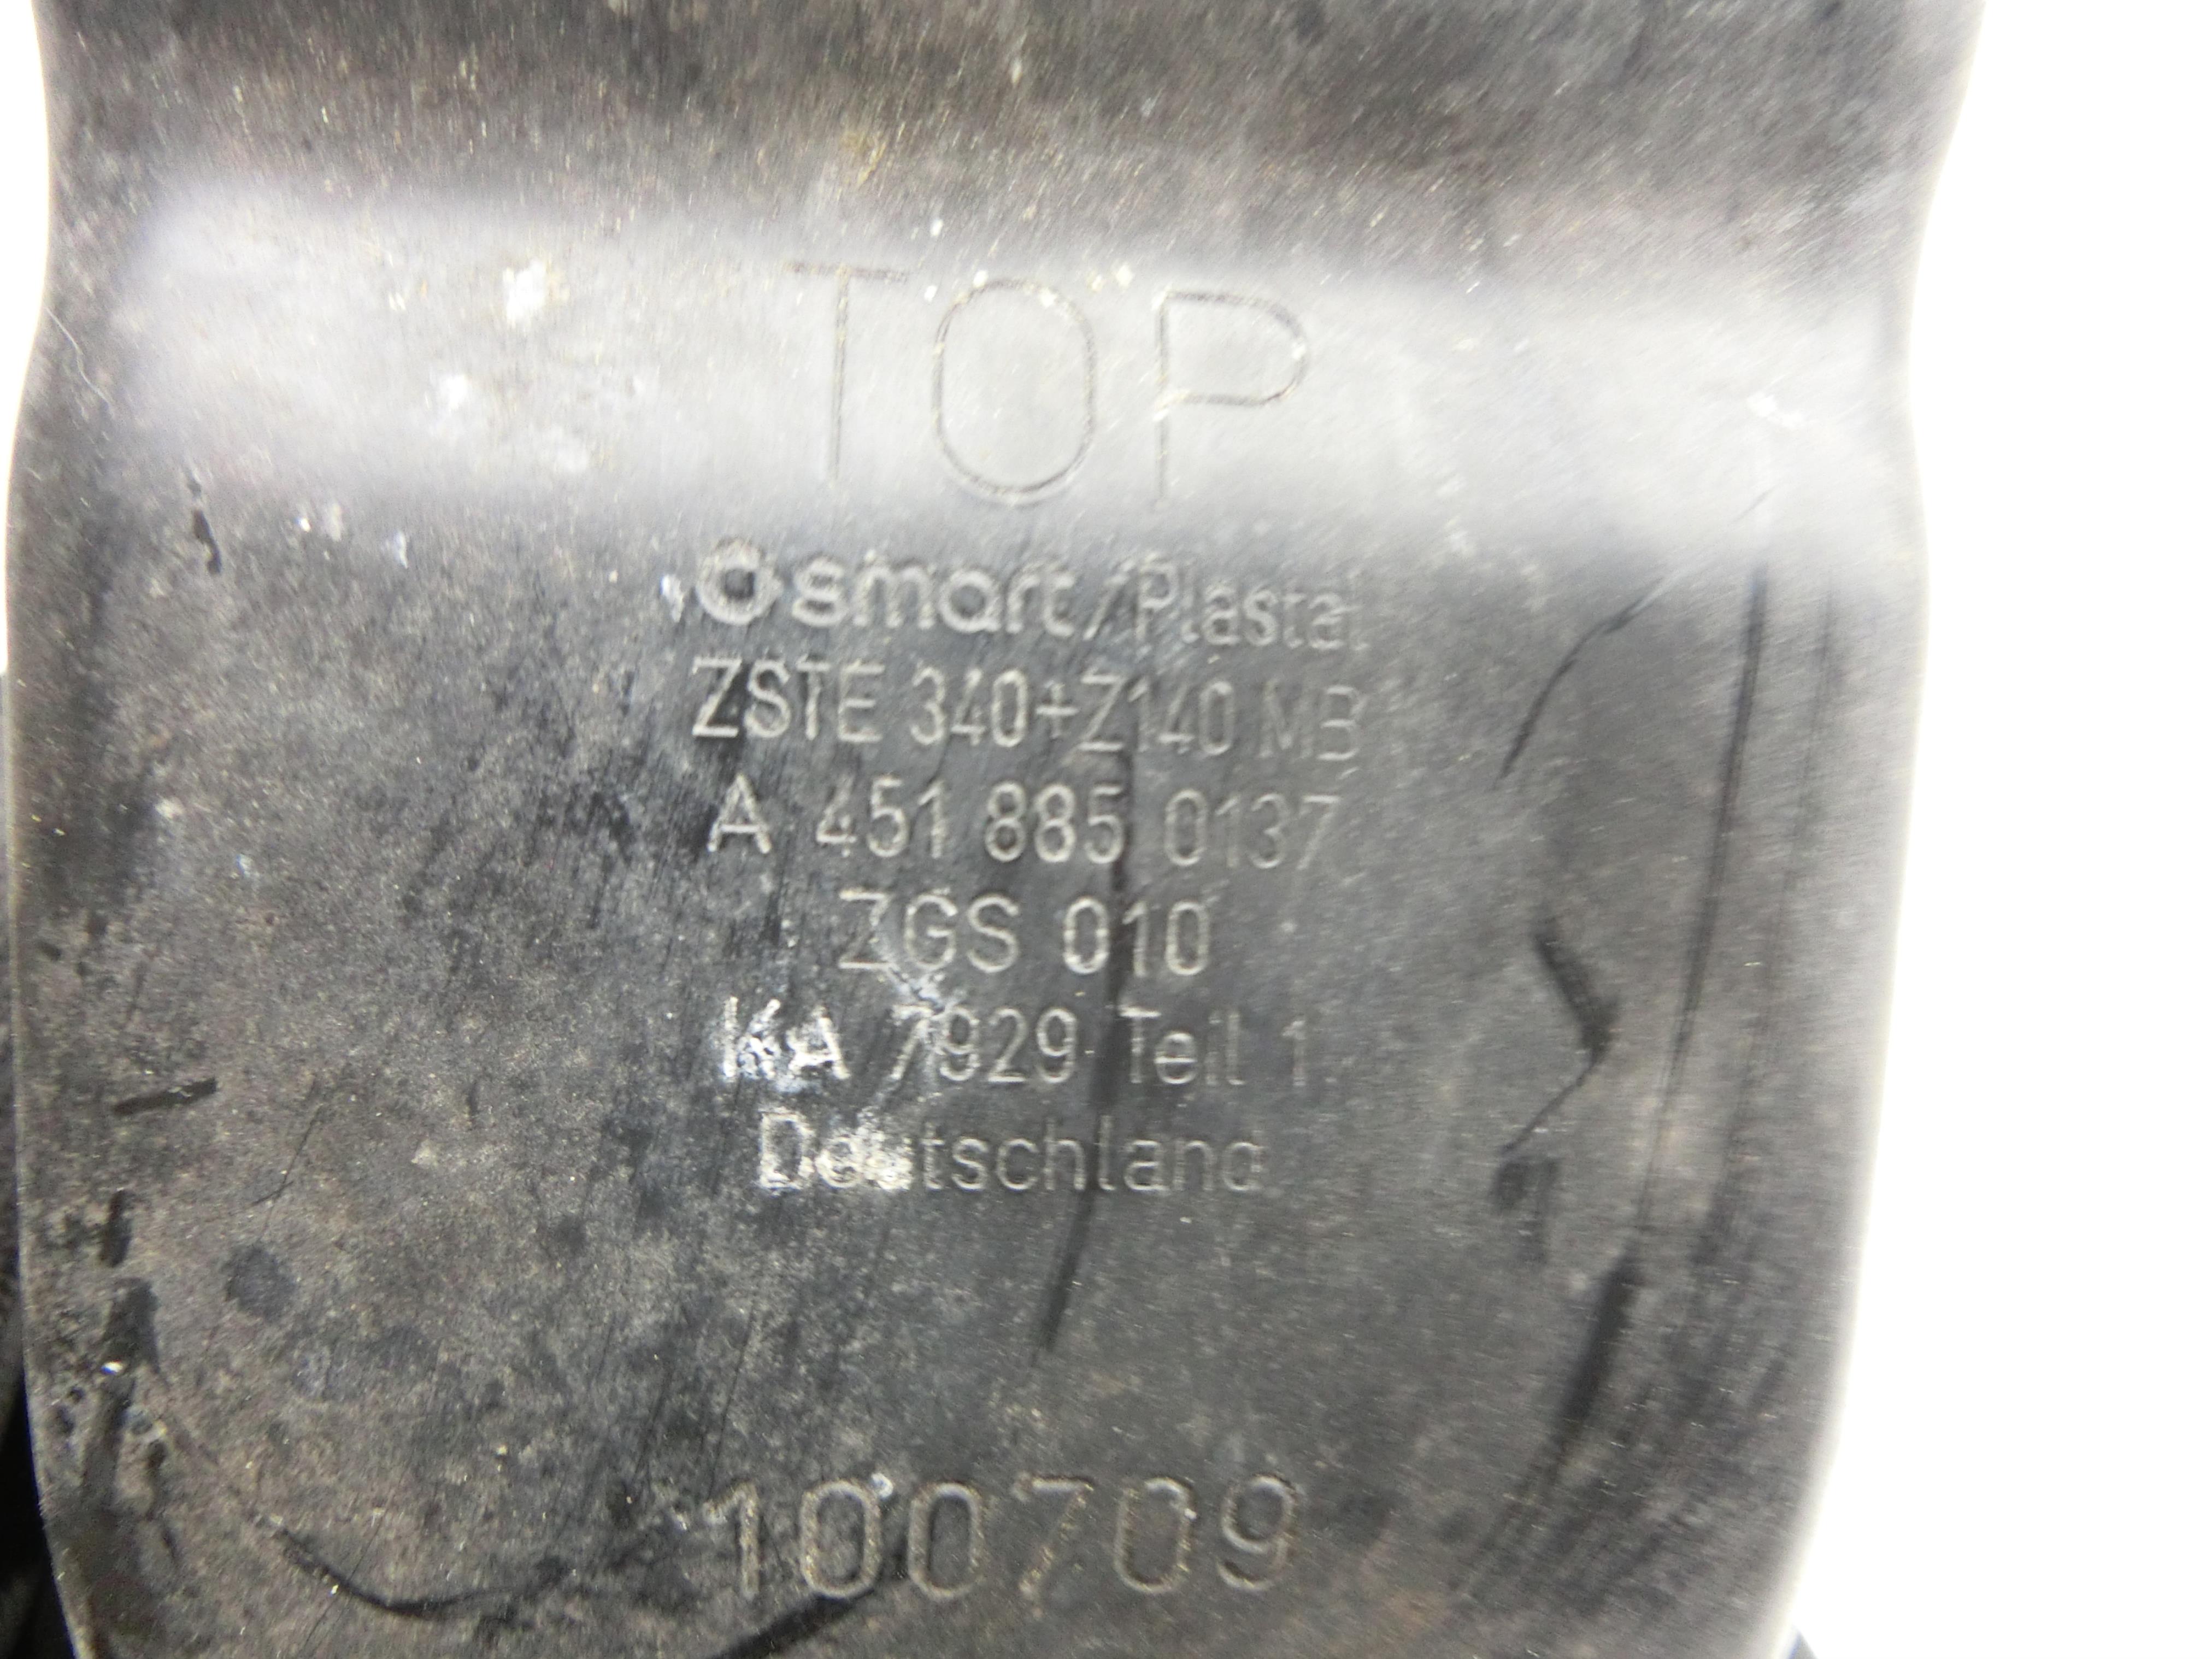 TOP
smart/Plastal
ZSTE 340+Z140 MB
A 451 885 0137
ZGS 010
KA 7929 Teil 1
Deutschland
100709